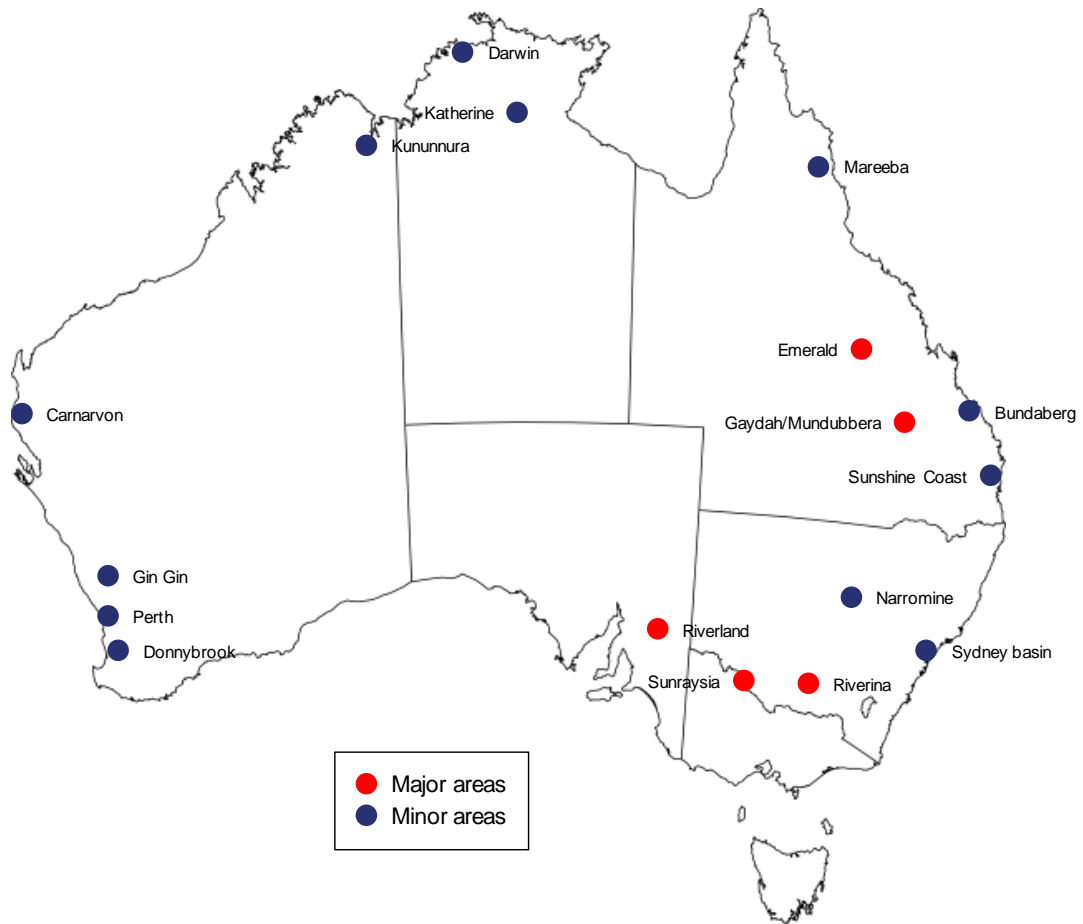 Darwin
Katherine
Kununnura
Mareeba
Emerald
Carnarvon
Bundaberg
Gaydah/Mundubbera
Sunshine Coast
Gin Gin
Narromine
Perth
Riverland
Donnybrook
Sydney basin
Sunraysia
Riverina
Major areas
Minor areas